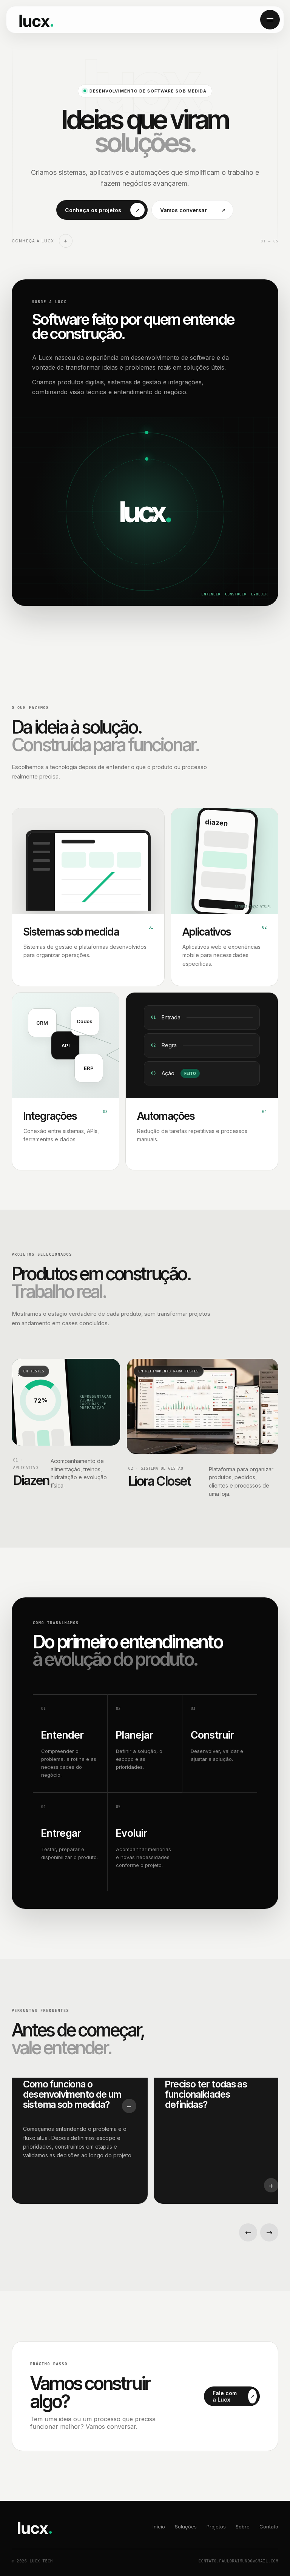 lucx.
DESENVOLVIMENTO DE SOFTWARE SOB MEDIDA
Ideias que viram
soluções.
Criamos sistemas, aplicativos e automações que simplificam o trabalho e
fazem negócios avançarem.
Conheça os projetos ↗
Vamos conversar ↗
CONHEÇA A LUCX ↓
SOBRE A LUCX
Software feito por quem entende
de construção.
A Lucx nasceu da experiência em desenvolvimento de software e da
vontade de transformar ideias e problemas reais em soluções úteis.
Criamos produtos digitais, sistemas de gestão e integrações,
combinando visão técnica e entendimento do negócio.
lucx.
ENTENDER CONSTRUIR EVOLUIR
O QUE FAZEMOS
Da ideia à solução.
Construída para funcionar.
Escolhemos a tecnologia depois de entender o que o produto ou processo
realmente precisa.
Sistemas sob medida
01
Sistemas de gestão e plataformas desenvolvidos
para organizar operações.
diazen
Aplicativos
02
Aplicativos web e experiências
mobile para necessidades
específicas.
CRM
Dados
API
ERP
Integrações
03
Conexão entre sistemas, APIs,
ferramentas e dados.
01 Entrada
02 Regra
03 Ação FEITO
Automações
04
Redução de tarefas repetitivas e processos
manuais.
PROJETOS SELECIONADOS
Produtos em construção.
Trabalho real.
Mostramos o estágio verdadeiro de cada produto, sem transformar projetos
em andamento em cases concluídos.
EM TESTES
72%
REPRESENTAÇÃO
VISUAL ·
CAPTURAS EM
PREPARAÇÃO
01 ·
APLICATIVO
Diazen
Acompanhamento de
alimentação, treinos,
hidratação e evolução
física.
EM REFINAMENTO PARA TESTES
02 · SISTEMA DE GESTÃO
Liora Closet
Plataforma para organizar
produtos, pedidos,
clientes e processos de
uma loja.
COMO TRABALHAMOS
Do primeiro entendimento
à evolução do produto.
01
Entender
Compreender o
problema, a rotina e as
necessidades do
negócio.
02
Planejar
Definir a solução, o
escopo e as
prioridades.
03
Construir
Desenvolver, validar e
ajustar a solução.
04
Entregar
Testar, preparar e
disponibilizar o produto.
05
Evoluir
Acompanhar melhorias
e novas necessidades
conforme o projeto.
PERGUNTAS FREQUENTES
Antes de começar,
vale entender.
Como funciona o
desenvolvimento de um
sistema sob medida?
Começamos entendendo o problema e o
fluxo atual. Depois definimos escopo e
prioridades, construímos em etapas e
validamos as decisões ao longo do projeto.
Preciso ter todas as
funcionalidades
definidas?
← →
PRÓXIMO PASSO
Vamos construir
algo?
Tem uma ideia ou um processo que precisa
funcionar melhor? Vamos conversar.
Fale com
a Lucx ↗
lucx.
Início Soluções Projetos Sobre Contato
© 2026 LUCX TECH